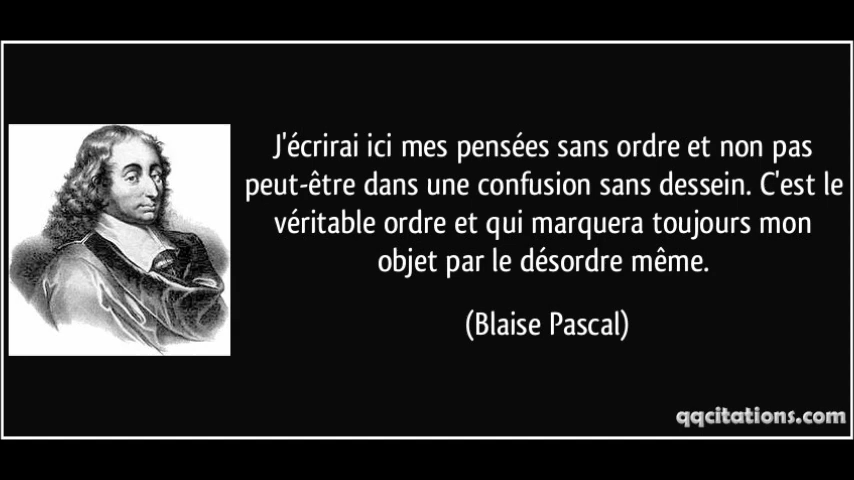 J'écrirai ici mes pensées sans ordre et non pas
peut-être dans une confusion sans dessein. C'est le
véritable ordre et qui marquera toujours mon
objet par le désordre même.
(Blaise Pascal)
qqcitations.com